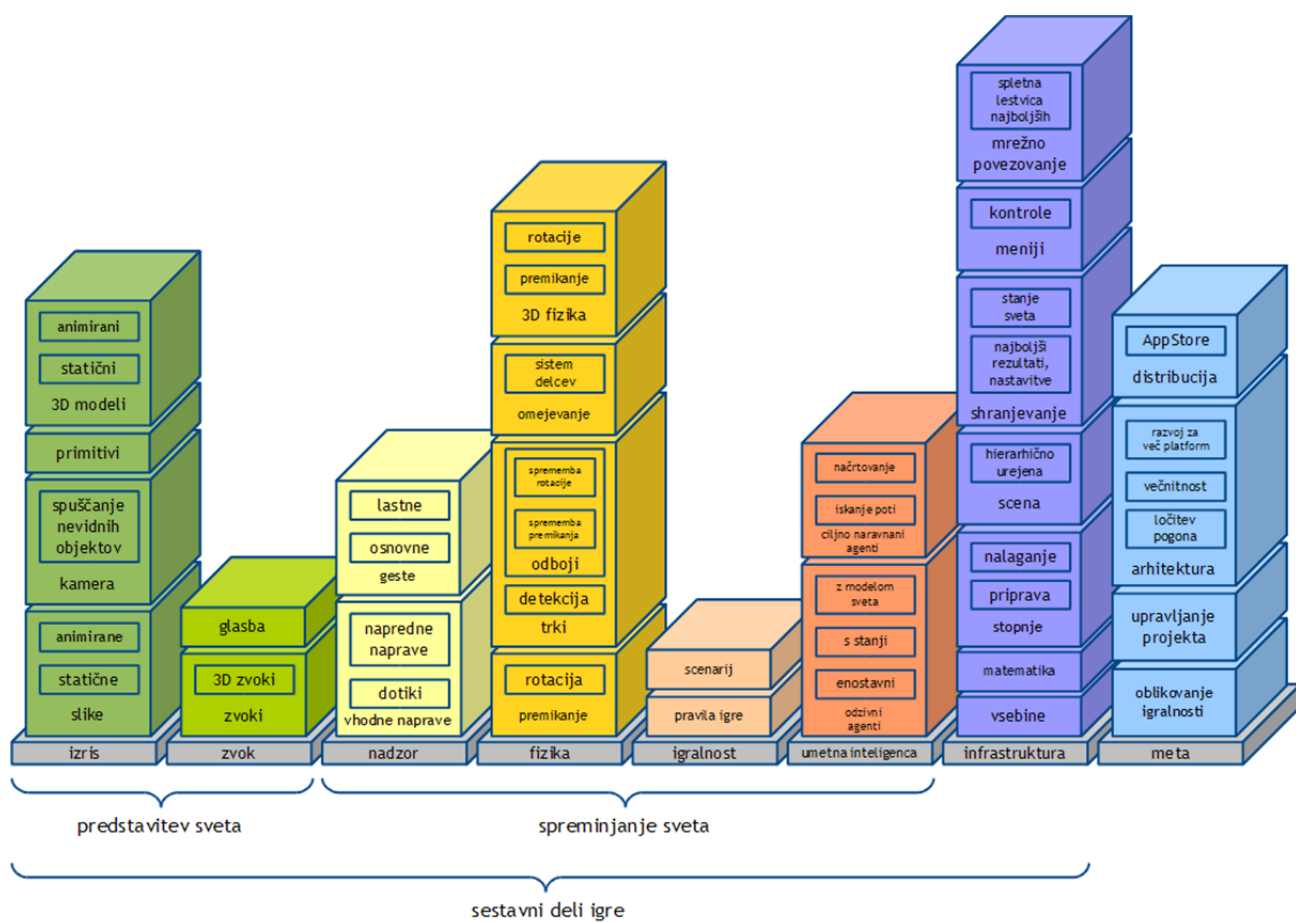 animirani
statični
3D modeli
primitivi
spuščanje
nevidnih
objektov
kamera
animirane
statične
slike
izris
glasba
3D zvoki
zvoki
zvok
lastne
osnovne
geste
napredne
naprave
dotiki
vhodne naprave
nadzor
rotacije
premikanje
3D fizika
sistem
delcev
omejevanje
sprememba
rotacije
sprememba
premikanja
odboji
detekcija
trki
rotacija
premikanje
fizika
scenarij
pravila igre
igralnost
načrtovanje
iskanje poti
ciljno naravnani
agenti
z modelom
sveta
s stanji
enostavni
odzivni
agenti
umetna inteligenca
spletna
lestvica
najboljših
mrežno
povezovanje
kontrole
meniji
stanje
sveta
najboljši
rezultati,
nastavitve
shranjevanje
hierarhično
urejena
scena
nalaganje
priprava
stopnje
matematika
vsebine
infrastruktura
AppStore
distribucija
razvoj za
več platform
večnitnost
ločitev
pogona
arhitektura
upravljanje
projekta
oblikovanje
igralnosti
meta
predstavitev sveta
spreminjanje sveta
sestavni deli igre